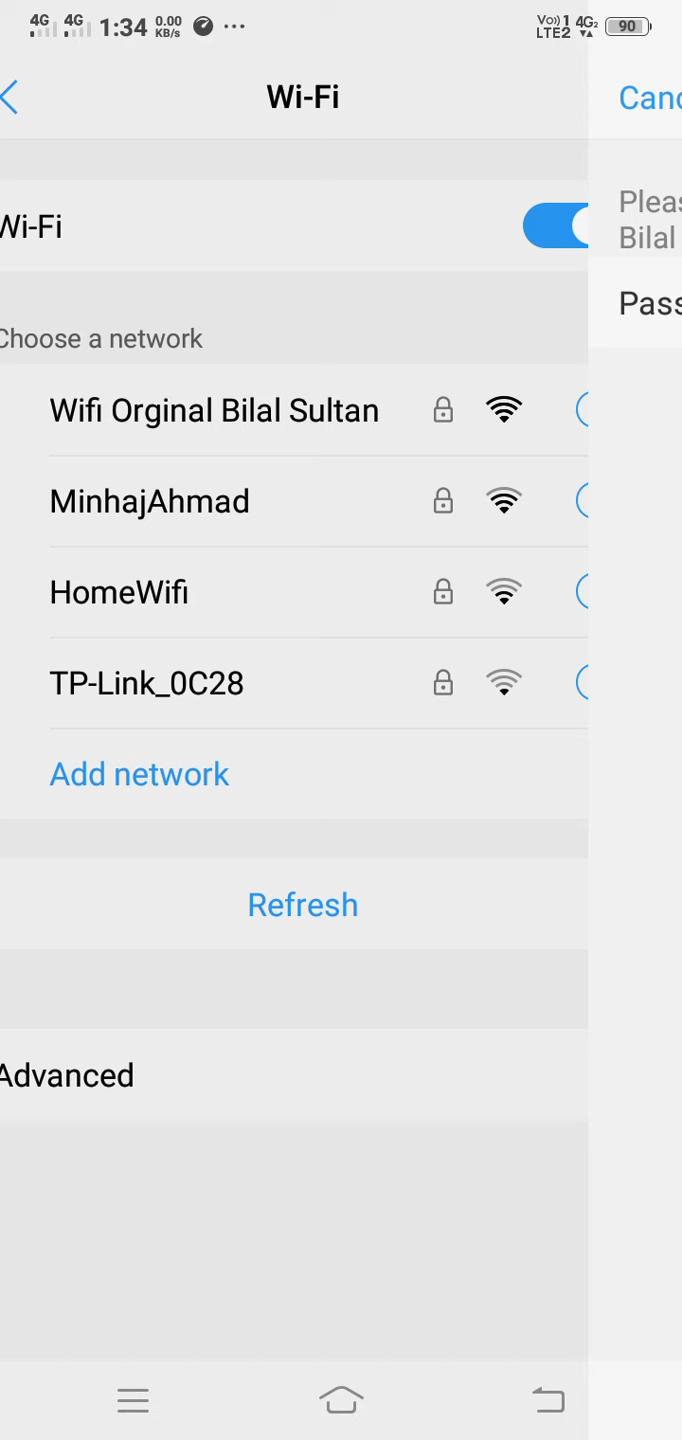 4G 4G 1:34 0.00 KB/s ... Vo)) 1 LTE2 4G2 90
Wi-Fi
Wi-Fi
Choose a network
Wifi Orginal Bilal Sultan
MinhajAhmad
HomeWifi
TP-Link_0C28
Add network
Refresh
Advanced
Canc
Pleas
Bilal
Pass